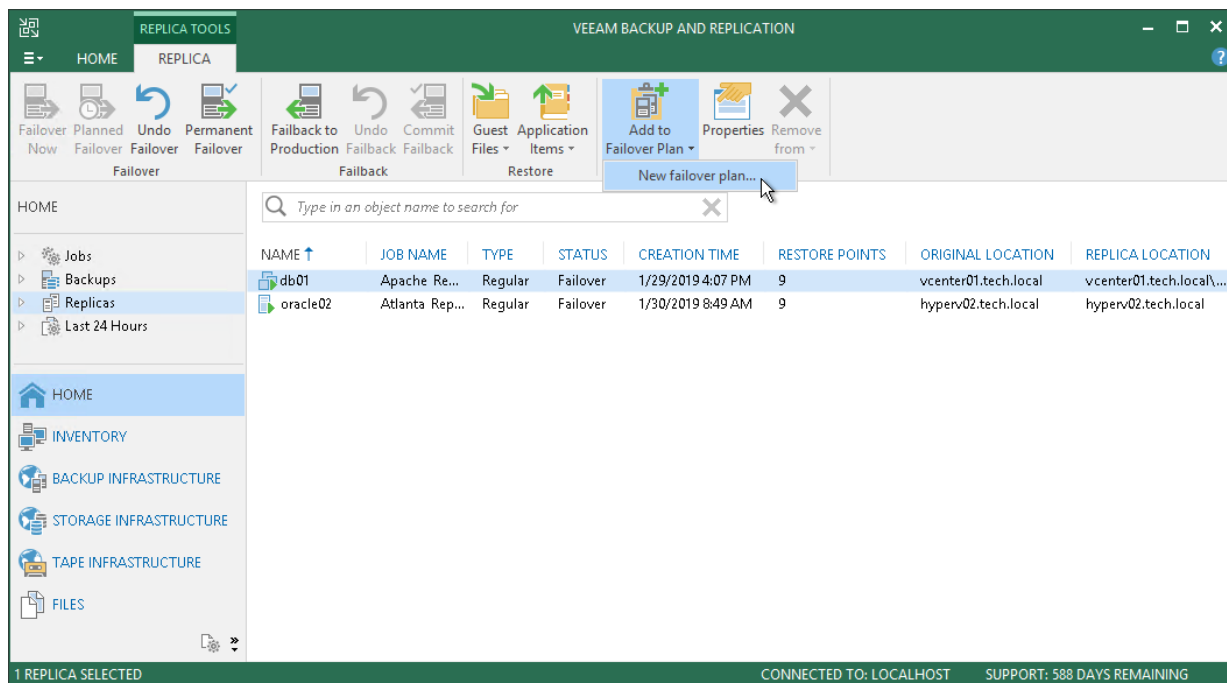 REPLICA TOOLS
VEEAM BACKUP AND REPLICATION
HOME
REPLICA
?
Failover Now
Planned Failover
Undo Failover
Permanent Failover
Failback to Production
Undo Failback
Commit Failback
Guest Files
Application Items
Add to Failover Plan
Properties
Remove from
Failover
Failback
Restore
New failover plan...
HOME
Type in an object name to search for
Jobs
Backups
Replicas
Last 24 Hours
NAME JOB NAME TYPE STATUS CREATION TIME RESTORE POINTS ORIGINAL LOCATION REPLICA LOCATION
db01 Apache Re... Regular Failover 1/29/2019 4:07 PM 9 vcenter01.tech.local vcenter01.tech.local\...
oracle02 Atlanta Rep... Regular Failover 1/30/2019 8:49 AM 9 hyperv02.tech.local hyperv02.tech.local
HOME
INVENTORY
BACKUP INFRASTRUCTURE
STORAGE INFRASTRUCTURE
TAPE INFRASTRUCTURE
FILES
1 REPLICA SELECTED
CONNECTED TO: LOCALHOST
SUPPORT: 588 DAYS REMAINING